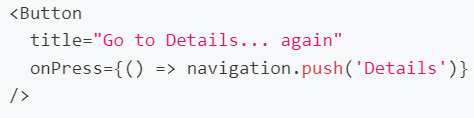 <Button
  title="Go to Details... again"
  onPress={() => navigation.push('Details')}
/>